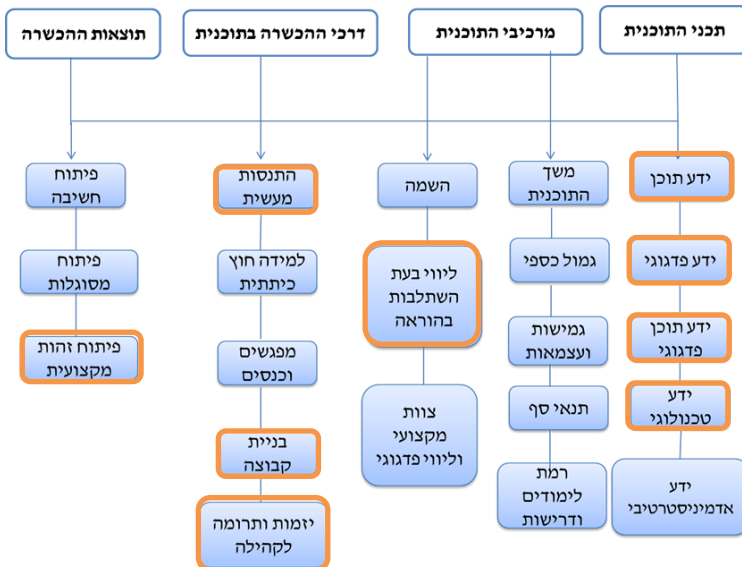 תכני התוכנית
מרכיבי התוכנית
דרכי ההכשרה בתוכנית
תוצאות ההכשרה
ידע תוכן
ידע פדגוגי
ידע תוכן
פדגוגי
ידע
טכנולוגי
ידע
אדמיניסטרטיבי
משך
התוכנית
גמול כספי
גמישות
ועצמאות
תנאי סף
רמת
לימודים
ודרישות
השמה
ליווי בעת
השתלבות
בהוראה
צוות
מקצועי
וליווי פדגוגי
התנסות
מעשית
למידה חוץ
כיתתית
מפגשים
וכנסים
בניית
קבוצה
יזמות ותרומה
לקהילה
פיתוח
חשיבה
פיתוח
מסוגלות
פיתוח זהות
מקצועית